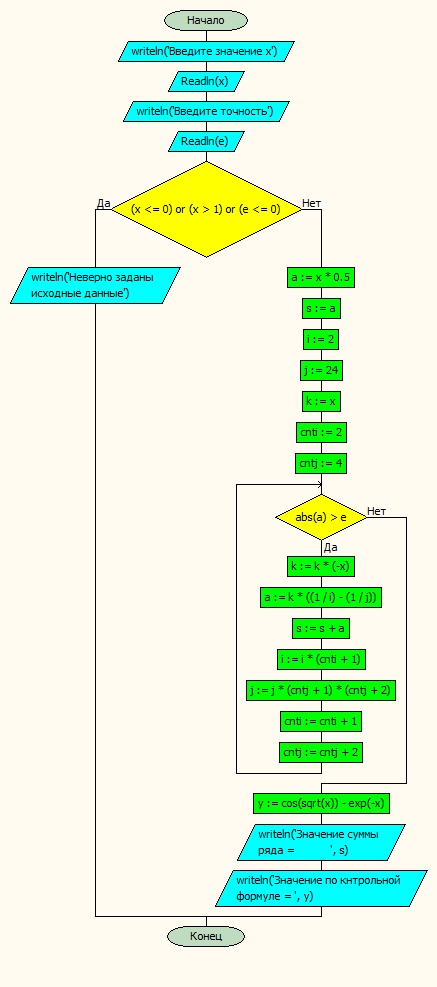 Начало
writeln('Введите значение x')
Readln(x)
writeln('Введите точность')
Readln(e)
Да
(x <= 0) or (x > 1) or (e <= 0)
Нет
writeln('Неверно заданы
исходные данные')
a := x * 0.5
s := a
i := 2
j := 24
k := x
cnti := 2
cntj := 4
abs(a) > e
Нет
Да
k := k * (-x)
a := k * ((1 / i) - (1 / j))
s := s + a
i := i * (cnti + 1)
j := j * (cntj + 1) * (cntj + 2)
cnti := cnti + 1
cntj := cntj + 2
y := cos(sqrt(x)) - exp(-x)
writeln('Значение суммы
ряда = ', s)
writeln('Значение по кнтрольной
формуле = ', y)
Конец